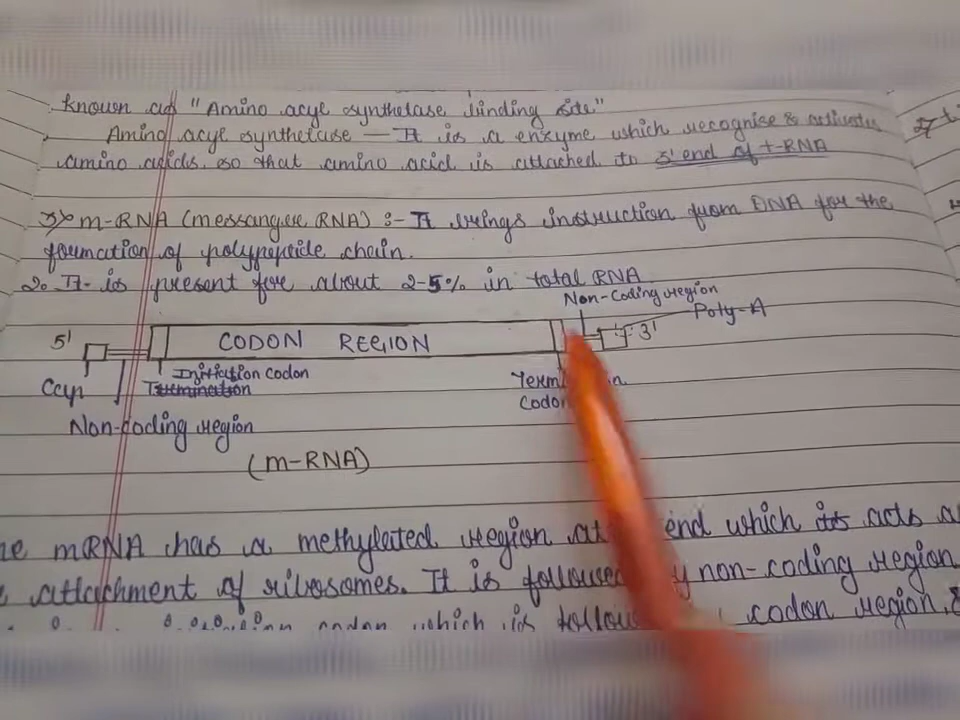 known as "Amino acyl synthetase binding site"
Amino acyl synthetase — It is a enzyme which recognise & activates
amino acids, so that amino acid is attached to 3' end of t-RNA
m-RNA (messanger RNA) :- It brings instruction from DNA for the
formation of polypeptide chain.
2. It is present for about 2-5% in total RNA
Non-Coding region
Poly-A
5'
CODON REGION
3'
Cap
Initiation codon
Termination
Non-coding region
Codon
(m-RNA)
mRNA has a methylated region at end which its acts
attachment of ribosomes. It is followed non-coding region
codon which is codon region, &